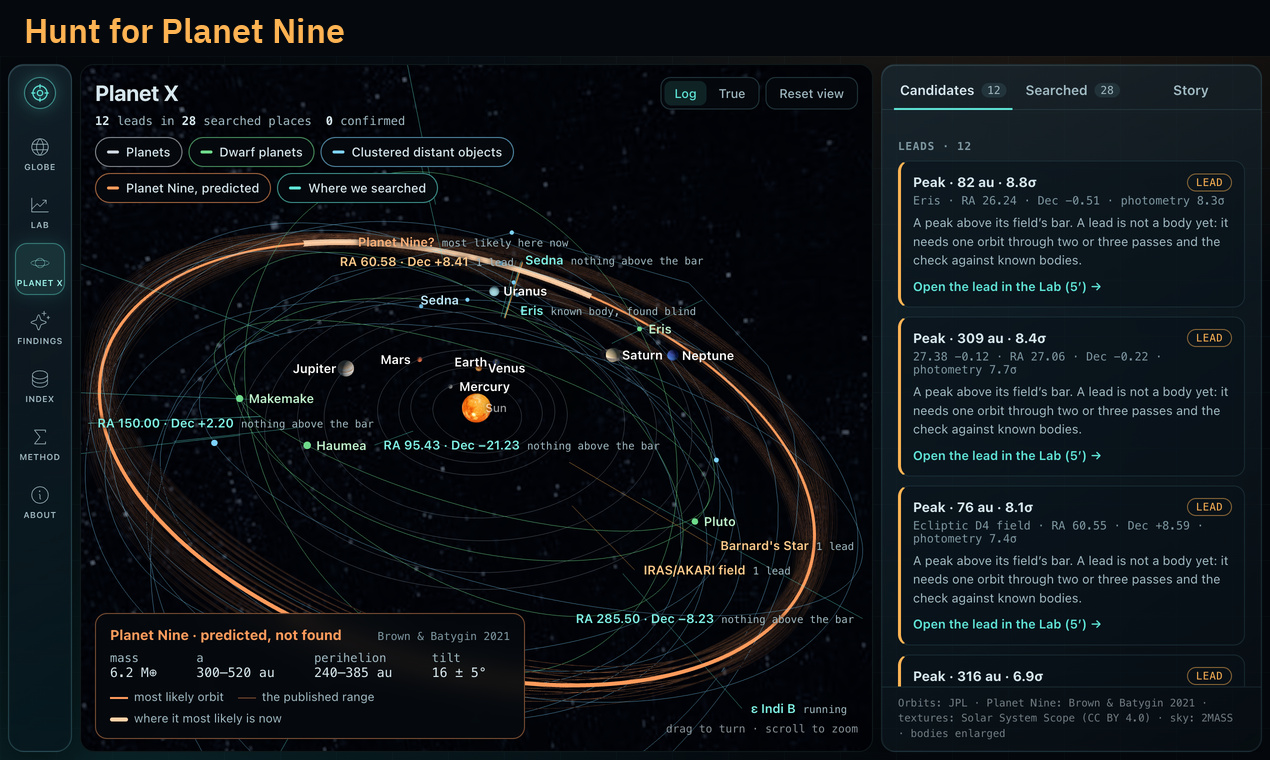 Hunt for Planet Nine
GLOBE
LAB
PLANET X
FINDINGS
INDEX
METHOD
ABOUT
Planet X
12 leads in 28 searched places 0 confirmed
Log
True
Reset view
Planets
Dwarf planets
Clustered distant objects
Planet Nine, predicted
Where we searched
Planet Nine? most likely here now
RA 60.58 · Dec +8.41 1 lead
Sedna nothing above the bar
Uranus
Sedna
Eris known body, found blind
Eris
Saturn
Neptune
Mars
Earth
Venus
Jupiter
Mercury
Sun
Makemake
RA 150.00 · Dec +2.20 nothing above the bar
Haumea
RA 95.43 · Dec −21.23 nothing above the bar
Pluto
Barnard's Star 1 lead
IRAS/AKARI field 1 lead
RA 285.50 · Dec −8.23 nothing above the bar
ε Indi B running
drag to turn · scroll to zoom
Planet Nine · predicted, not found
Brown & Batygin 2021
mass
a
perihelion
tilt
6.2 M⊕
300–520 au
240–385 au
16 ± 5°
most likely orbit
the published range
where it most likely is now
Candidates 12
Searched 28
Story
LEADS · 12
Peak · 82 au · 8.8σ
LEAD
Eris · RA 26.24 · Dec −0.51 · photometry 8.3σ
A peak above its field’s bar. A lead is not a body yet: it
needs one orbit through two or three passes and the
check against known bodies.
Open the lead in the Lab (5′) →
Peak · 309 au · 8.4σ
LEAD
27.38 −0.12 · RA 27.06 · Dec −0.22 ·
photometry 7.7σ
A peak above its field’s bar. A lead is not a body yet: it
needs one orbit through two or three passes and the
check against known bodies.
Open the lead in the Lab (5′) →
Peak · 76 au · 8.1σ
LEAD
Ecliptic D4 field · RA 60.55 · Dec +8.59 ·
photometry 7.4σ
A peak above its field’s bar. A lead is not a body yet: it
needs one orbit through two or three passes and the
check against known bodies.
Open the lead in the Lab (5′) →
Peak · 316 au · 6.9σ
LEAD
Orbits: JPL · Planet Nine: Brown & Batygin 2021 ·
textures: Solar System Scope (CC BY 4.0) · sky: 2MASS
· bodies enlarged